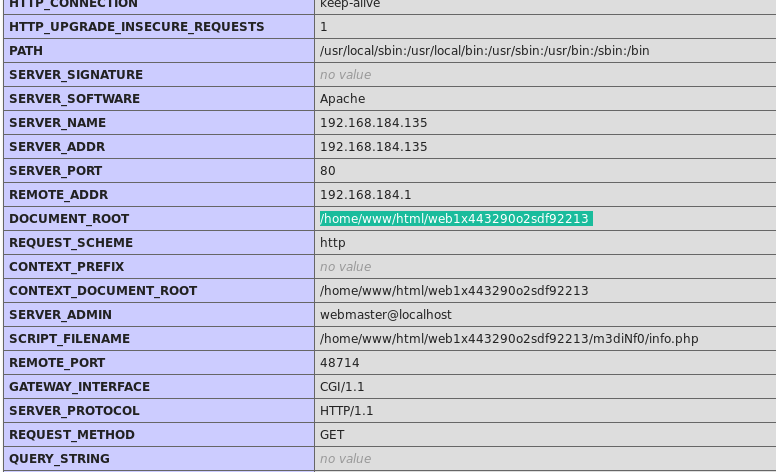 HTTP_CONNECTION keep-alive
HTTP_UPGRADE_INSECURE_REQUESTS 1
PATH /usr/local/sbin:/usr/local/bin:/usr/sbin:/usr/bin:/sbin:/bin
SERVER_SIGNATURE no value
SERVER_SOFTWARE Apache
SERVER_NAME 192.168.184.135
SERVER_ADDR 192.168.184.135
SERVER_PORT 80
REMOTE_ADDR 192.168.184.1
DOCUMENT_ROOT /home/www/html/web1x443290o2sdf92213
REQUEST_SCHEME http
CONTEXT_PREFIX no value
CONTEXT_DOCUMENT_ROOT /home/www/html/web1x443290o2sdf92213
SERVER_ADMIN webmaster@localhost
SCRIPT_FILENAME /home/www/html/web1x443290o2sdf92213/m3diNf0/info.php
REMOTE_PORT 48714
GATEWAY_INTERFACE CGI/1.1
SERVER_PROTOCOL HTTP/1.1
REQUEST_METHOD GET
QUERY_STRING no value